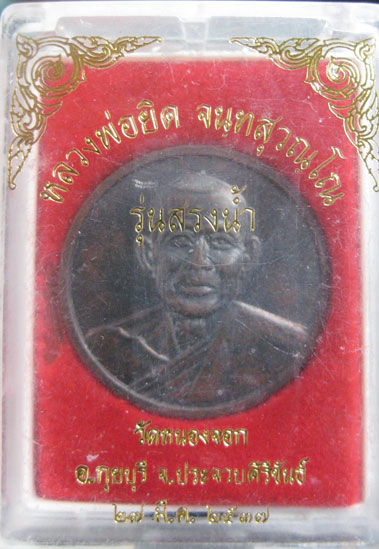 หลวงพ่อยิด จนทสุวณโณ
รุ่นสรงน้ำ
วัดหนองจอก
อ.กุยบุรี จ.ประจวบคิรีขันธ์
๒๗ มี.ค. ๒๕๓๗